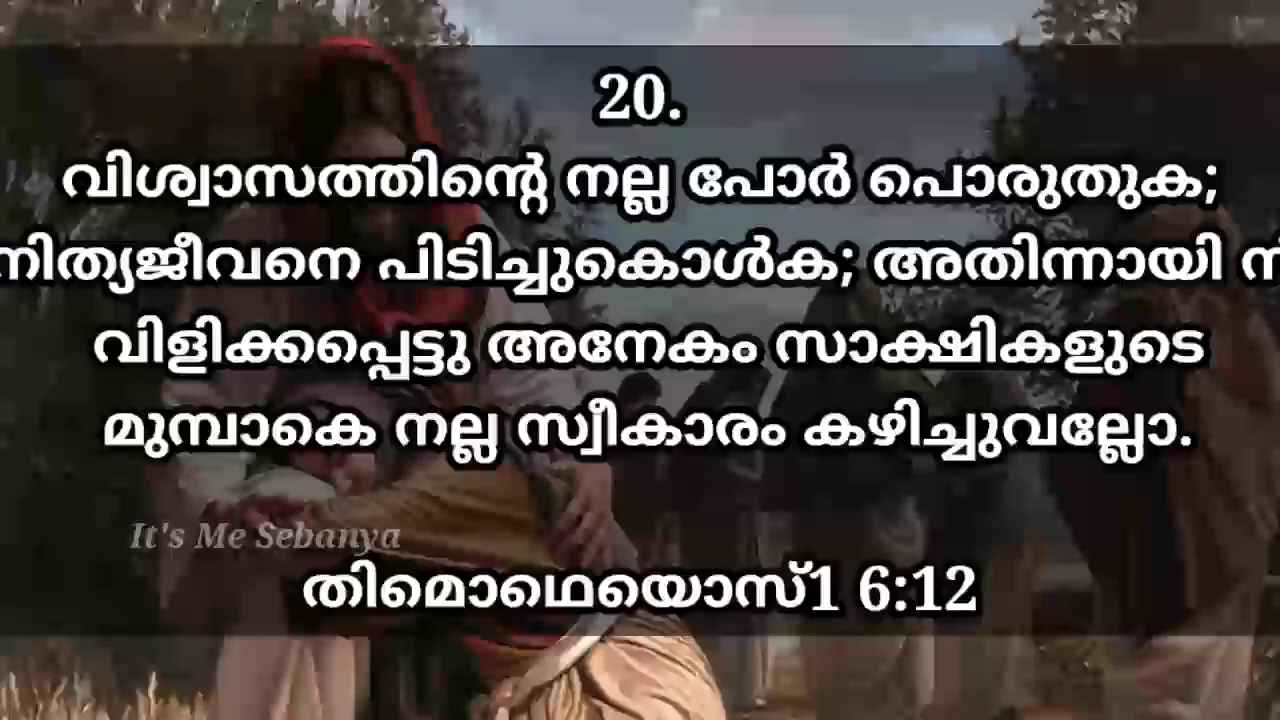 20.
വിശ്വാസത്തിന്റെ നല്ല പോർ പൊരുതുക;
നിത്യജീവനെ പിടിച്ചുകൊൾക; അതിന്നായി
വിളിക്കപ്പെട്ടു അനേകം സാക്ഷികളുടെ
മുമ്പാകെ നല്ല സ്വീകാരം കഴിച്ചുവല്ലോ.
It's Me Sebanya
തിമൊഥെയൊസ്1 6:12